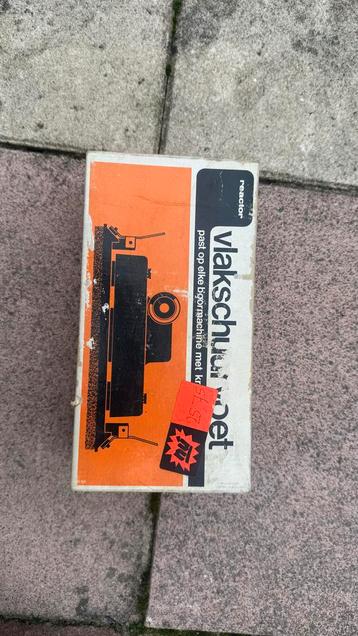 reactor
vlakschuurvoet
past op elke boormachine met